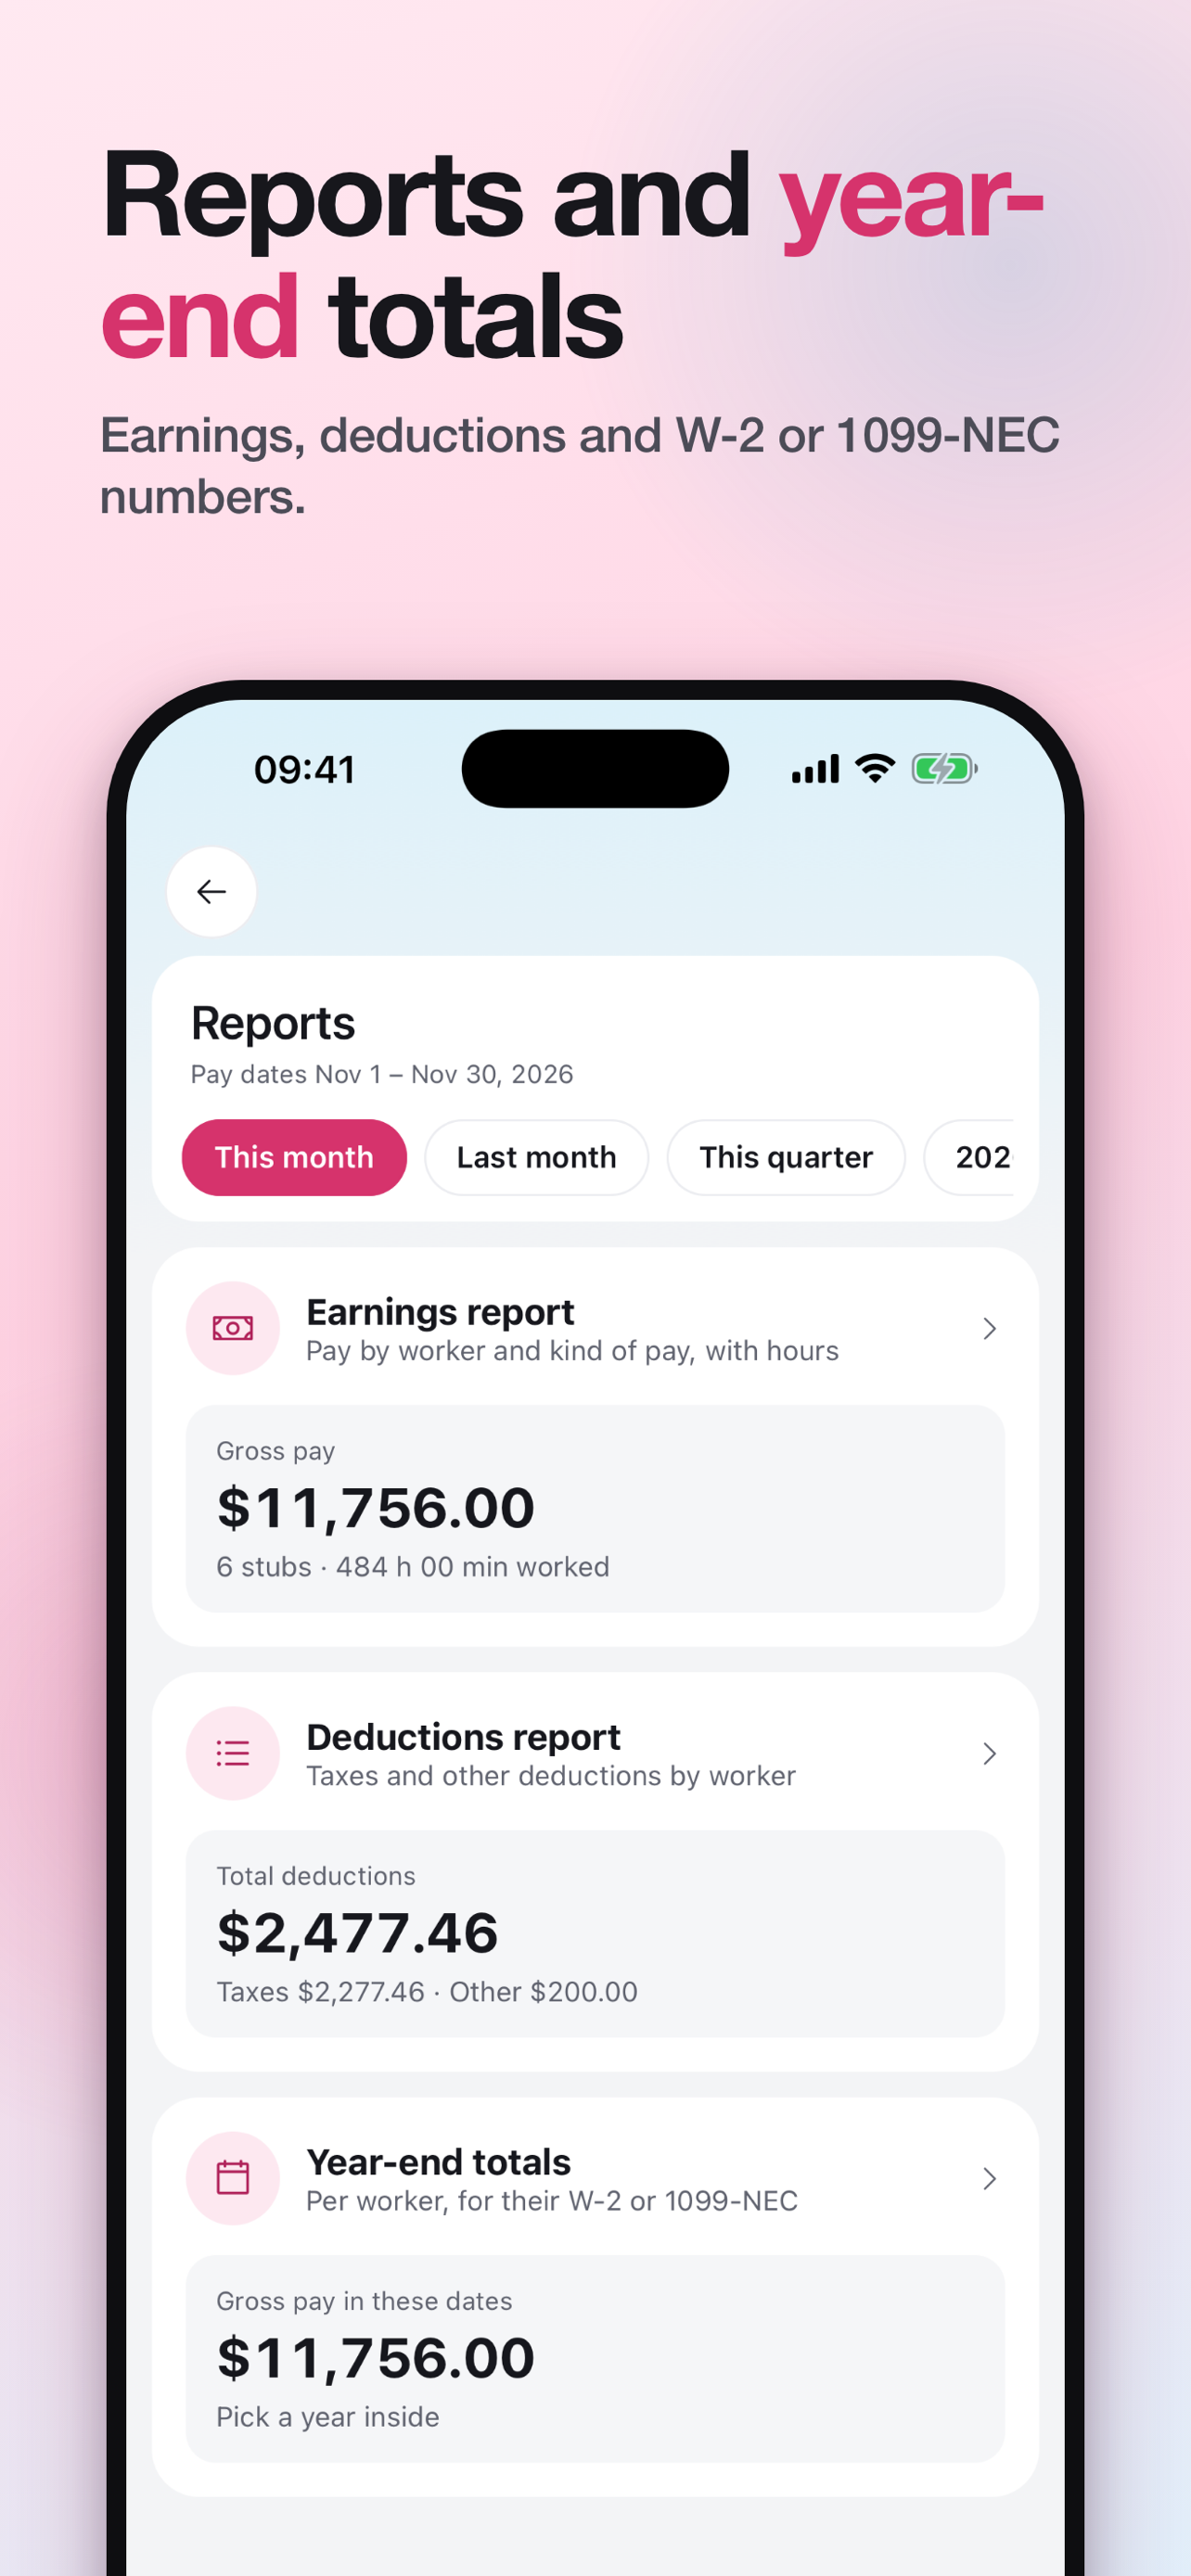 Reports and year-
end totals
Earnings, deductions and W-2 or 1099-NEC
numbers.
09:41
Reports
Pay dates Nov 1 – Nov 30, 2026
This month
Last month
This quarter
202
Earnings report
Pay by worker and kind of pay, with hours
Gross pay
$11,756.00
6 stubs · 484 h 00 min worked
Deductions report
Taxes and other deductions by worker
Total deductions
$2,477.46
Taxes $2,277.46 · Other $200.00
Year-end totals
Per worker, for their W-2 or 1099-NEC
Gross pay in these dates
$11,756.00
Pick a year inside